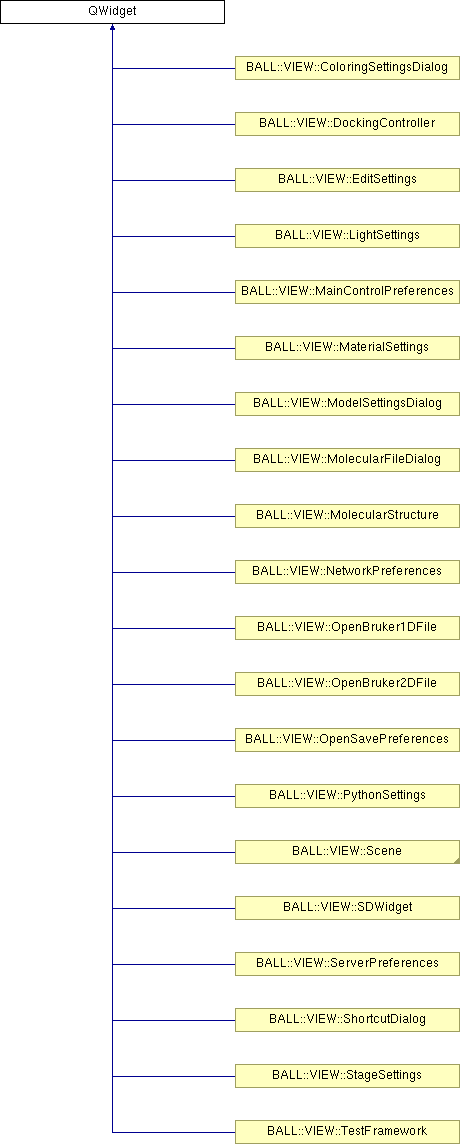 QWidget
BALL::VIEW::ColoringSettingsDialog
BALL::VIEW::DockingController
BALL::VIEW::EditSettings
BALL::VIEW::LightSettings
BALL::VIEW::MainControlPreferences
BALL::VIEW::MaterialSettings
BALL::VIEW::ModelSettingsDialog
BALL::VIEW::MolecularFileDialog
BALL::VIEW::MolecularStructure
BALL::VIEW::NetworkPreferences
BALL::VIEW::OpenBruker1DFile
BALL::VIEW::OpenBruker2DFile
BALL::VIEW::OpenSavePreferences
BALL::VIEW::PythonSettings
BALL::VIEW::Scene
BALL::VIEW::SDWidget
BALL::VIEW::ServerPreferences
BALL::VIEW::ShortcutDialog
BALL::VIEW::StageSettings
BALL::VIEW::TestFramework